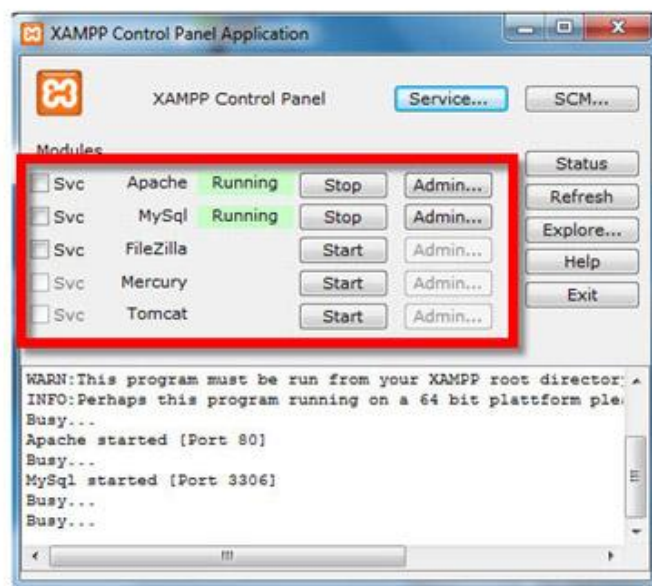 XAMPP Control Panel Application
XAMPP Control Panel Service... SCM...
Modules
Status
Svc Apache Running Stop Admin...
Refresh
Svc MySql Running Stop Admin...
Explore...
Svc FileZilla Start Admin...
Help
Svc Mercury Start Admin...
Exit
Svc Tomcat Start Admin...
WARN:This program must be run from your XAMPP root
INFO:Perhaps this program running on a 64 bit plattform
Busy...
Apache started [Port 80]
Busy...
MySql started [Port 3306]
Busy...
Busy...